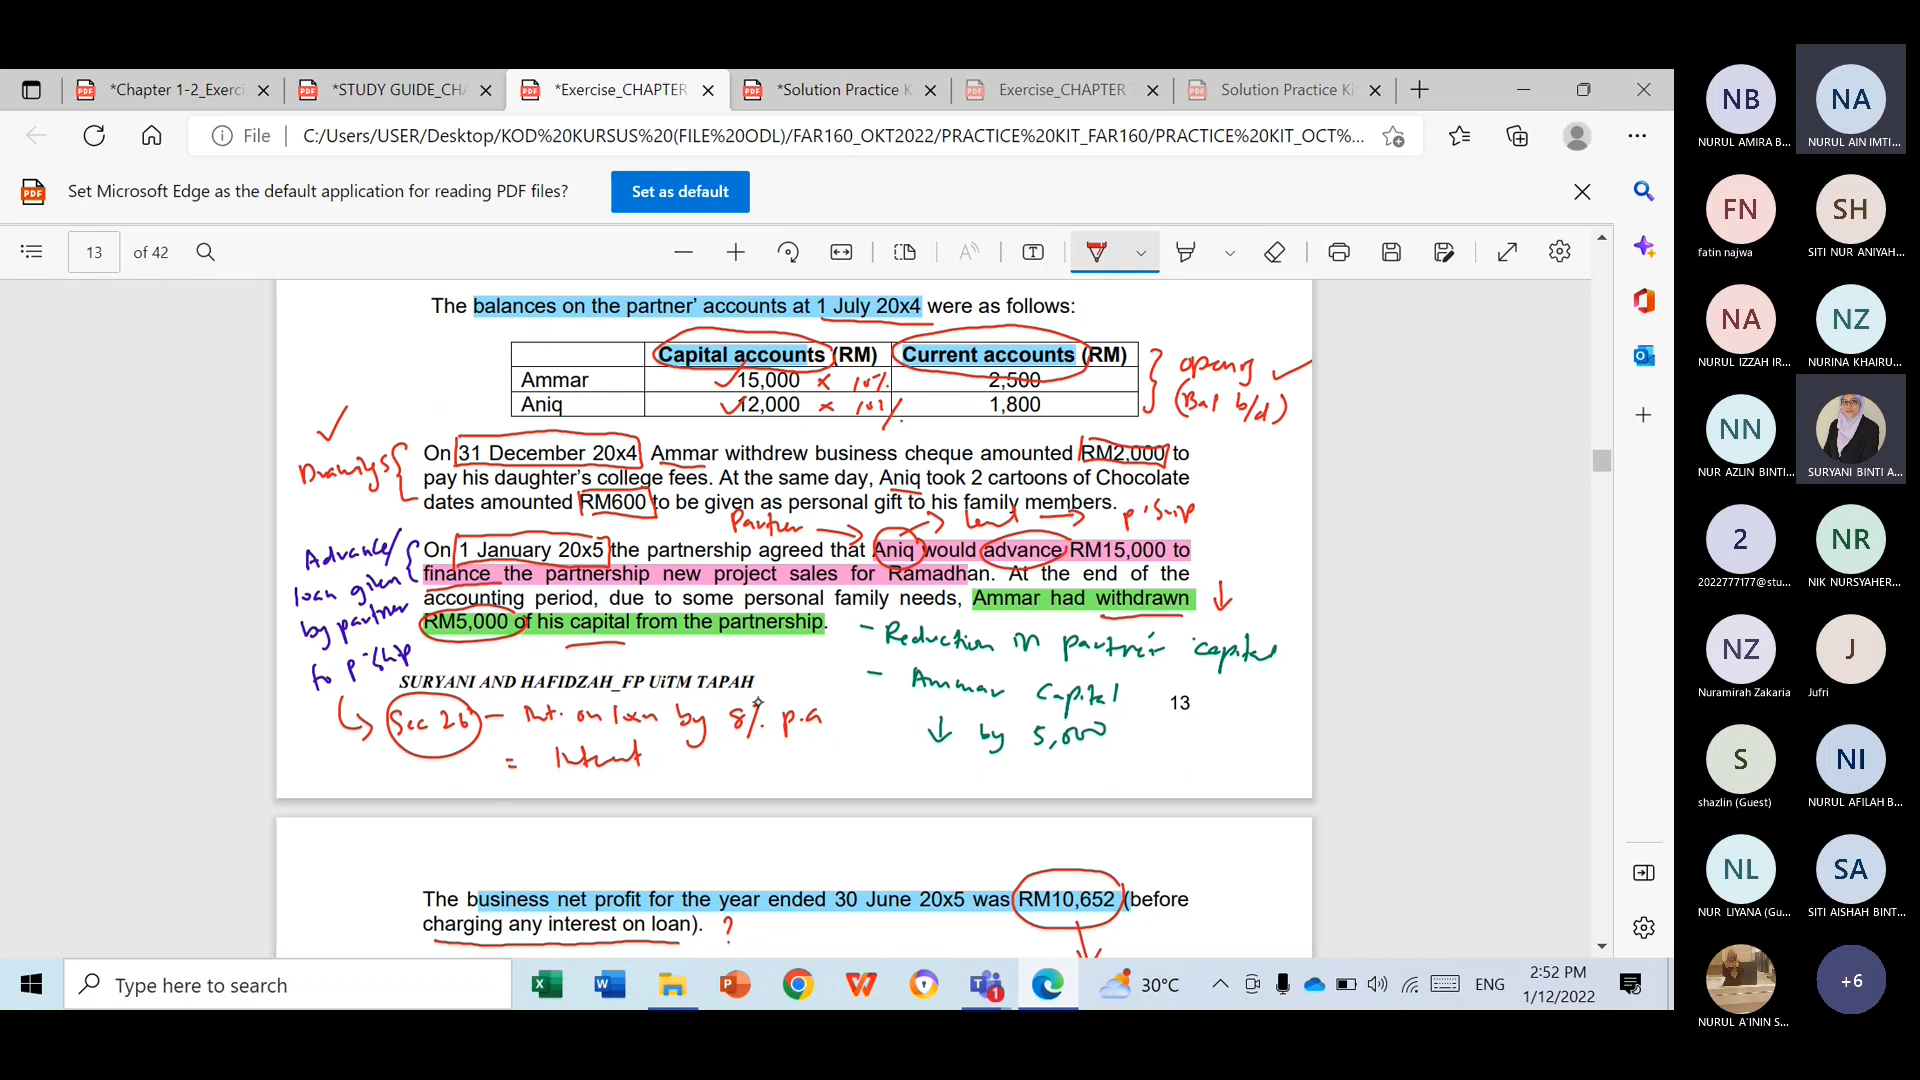 *Chapter 1-2_Exerci
*STUDY GUIDE_CHA
*Exercise_CHAPTER
*Solution Practice K
Exercise_CHAPTER
Solution Practice Ki
File
C:/Users/USER/Desktop/KOD%20KURSUS%20(FILE%20ODL)/FAR160_OKT2022/PRACTICE%20KIT_FAR160/PRACTICE%20KIT_OCT%...
Set Microsoft Edge as the default application for reading PDF files?
Set as default
13 of 42
The balances on the partner’ accounts at 1 July 20x4 were as follows:
Capital accounts (RM) Current accounts (RM)
Ammar 15,000 x 10% 2,500
Aniq 12,000 x 10% 1,800
opening
(Bal b/d)
Drawings
On 31 December 20x4, Ammar withdrew business cheque amounted RM2,000 to
pay his daughter’s college fees. At the same day, Aniq took 2 cartoons of Chocolate
dates amounted RM600 to be given as personal gift to his family members.
Partner → lent → p'ship
Advance/
loan given
by partner
to p'ship
On 1 January 20x5 the partnership agreed that Aniq would advance RM15,000 to
finance the partnership new project sales for Ramadhan. At the end of the
accounting period, due to some personal family needs, Ammar had withdrawn
RM5,000 of his capital from the partnership.
- Reduction in partner's capital
- Ammar Capital
↓ by 5,000
SURYANI AND HAFIDZAH_FP UiTM TAPAH
13
Sec 26 - Int. on loan by 8% p.a
= Interest
The business net profit for the year ended 30 June 20x5 was RM10,652 (before
charging any interest on loan). ?
Type here to search
1
30°C
ENG
2:52 PM
1/12/2022
NB
NURUL AMIRA B...
NA
NURUL AIN IMTI...
FN
fatin najwa
SH
SITI NUR ANIYAH...
NA
NURUL IZZAH IR...
NZ
NURINA KHAIRU...
NN
NUR AZLIN BINTI...
SURYANI BINTI A...
2
2022777177@stu...
NR
NIK NURSYAHER...
NZ
Nuramirah Zakaria
J
Jufri
S
shazlin (Guest)
NI
NURUL AFILAH B...
NL
NUR LIYANA (Gu...
SA
SITI AISHAH BINT...
NURUL A'ININ S...
+6